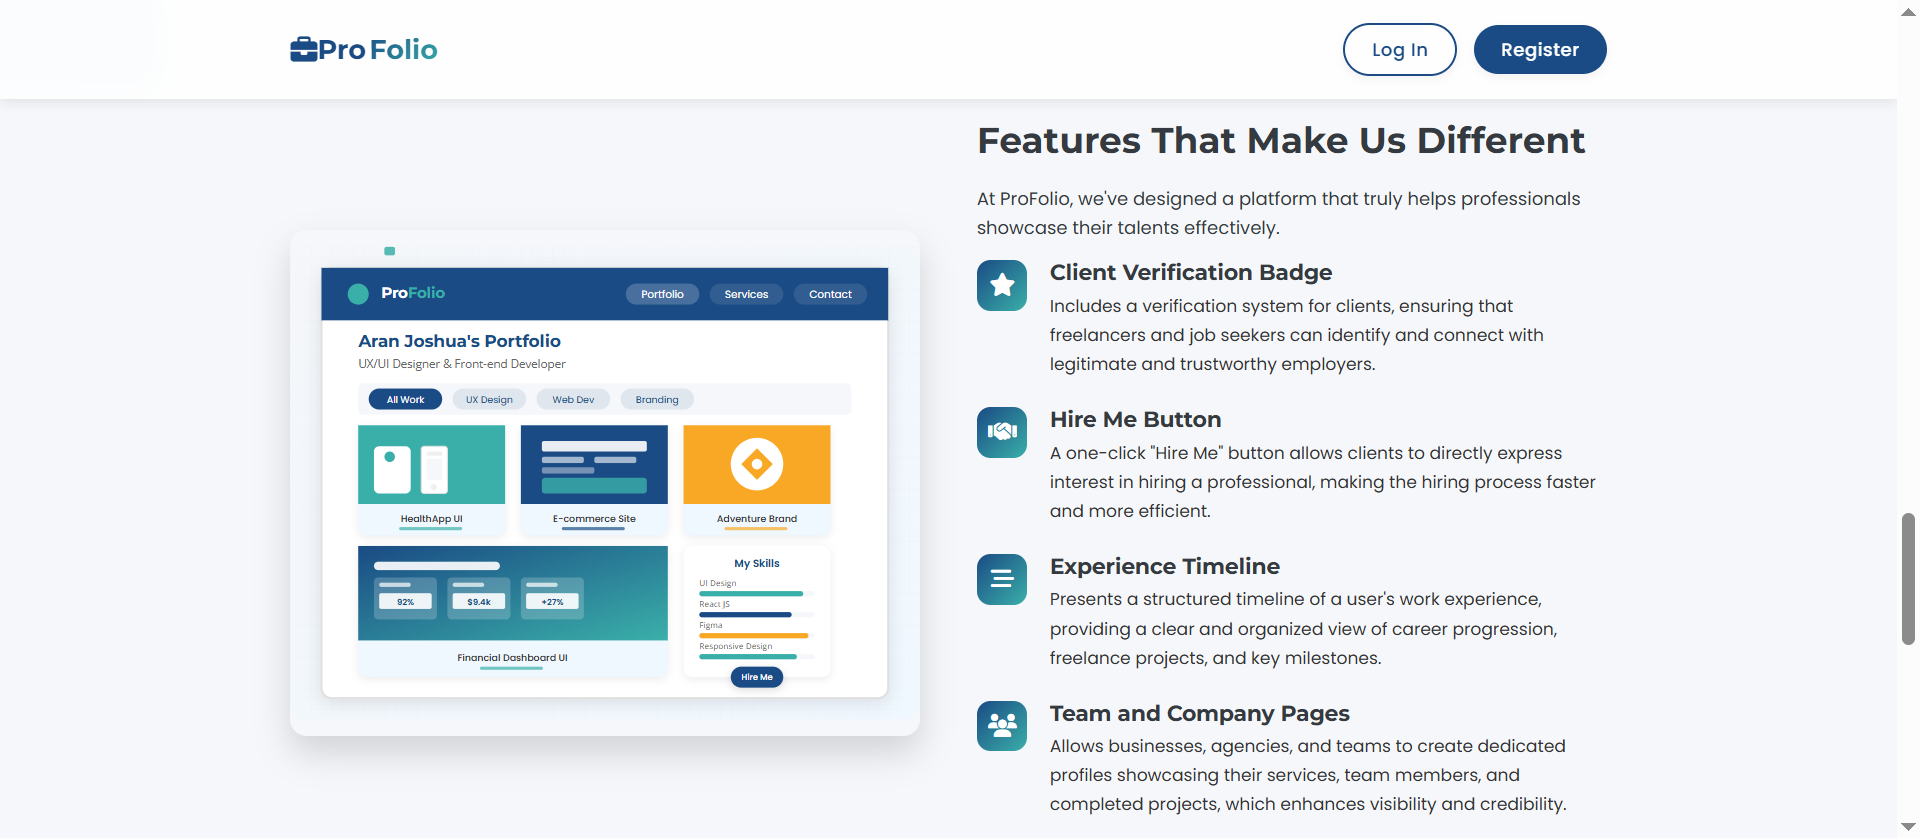 ProFolio
Log In
Register
Features That Make Us Different
At ProFolio, we've designed a platform that truly helps professionals
showcase their talents effectively.
Client Verification Badge
Includes a verification system for clients, ensuring that
freelancers and job seekers can identify and connect with
legitimate and trustworthy employers.
Hire Me Button
A one-click "Hire Me" button allows clients to directly express
interest in hiring a professional, making the hiring process faster
and more efficient.
Experience Timeline
Presents a structured timeline of a user's work experience,
providing a clear and organized view of career progression,
freelance projects, and key milestones.
Team and Company Pages
Allows businesses, agencies, and teams to create dedicated
profiles showcasing their services, team members, and
completed projects, which enhances visibility and credibility.
ProFolio
Portfolio
Services
Contact
Aran Joshua's Portfolio
UX/UI Designer & Front-end Developer
All Work
UX Design
Web Dev
Branding
HealthApp UI
E-commerce Site
Adventure Brand
92%
$9.4k
+27%
Financial Dashboard UI
My Skills
UI Design
React JS
Figma
Responsive Design
Hire Me